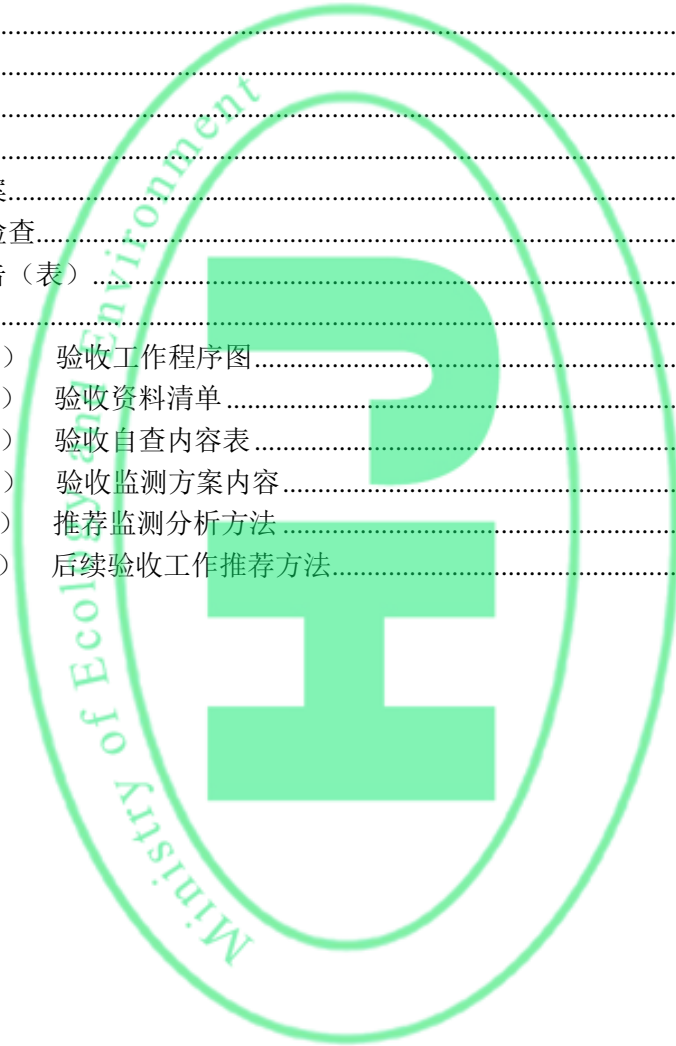 ................................................................
................................................................
................................................................
................................................................
案................................................................
检查................................................................
告（表）................................................................
................................................................
） 验收工作程序图................................................................
） 验收资料清单................................................................
） 验收自查内容表................................................................
） 验收监测方案内容................................................................
） 推荐监测分析方法................................................................
） 后续验收工作推荐方法................................................................
Ministry of Ecology and Environment
HJ